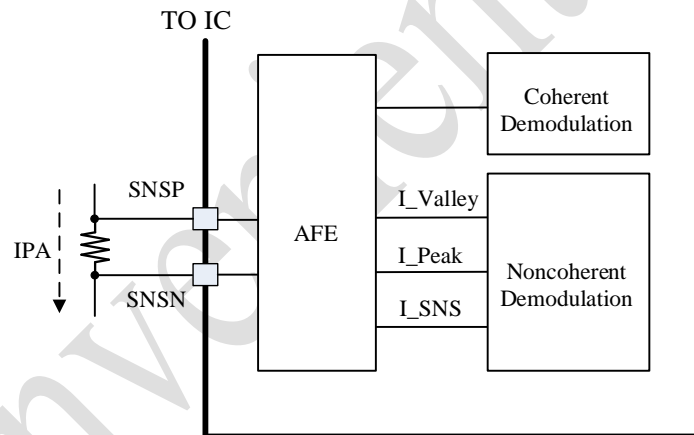 TO IC
Coherent
Demodulation
SNSP
I_Valley
AFE
IPA
I_Peak
Noncoherent
Demodulation
SNSN
I_SNS